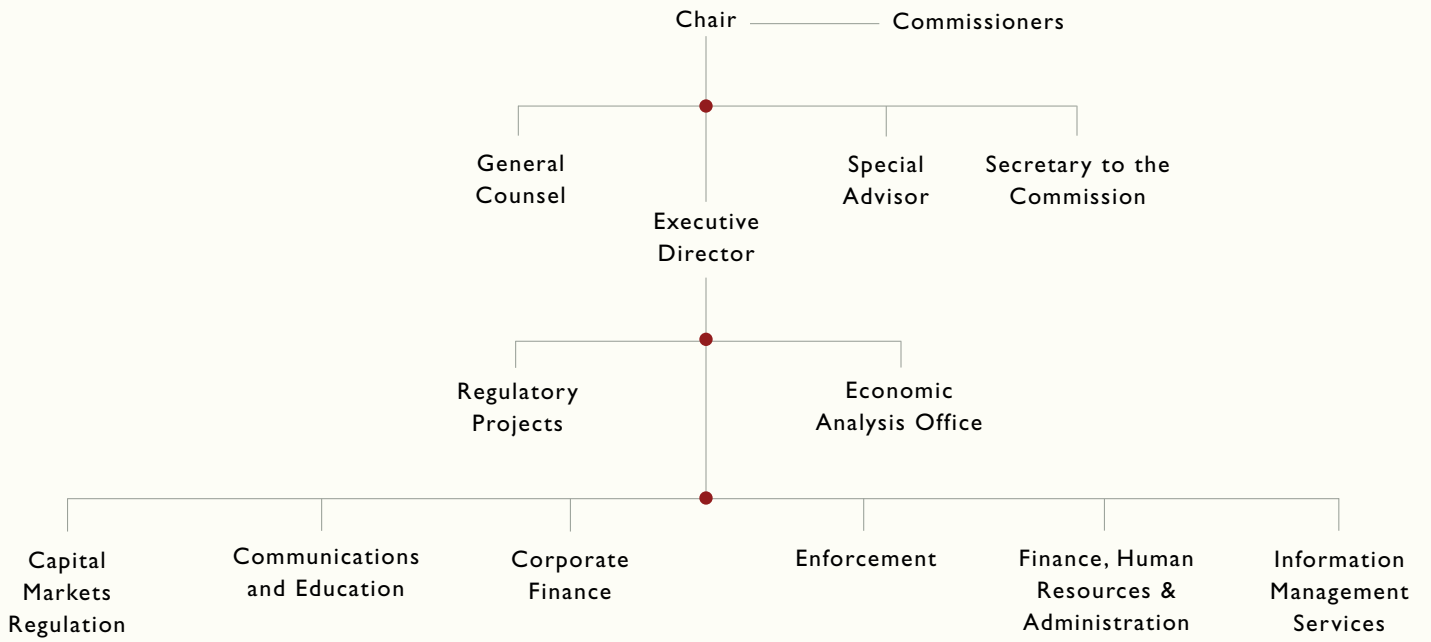 Chair
Commissioners
General
Counsel
Special
Advisor
Secretary to the
Commission
Executive
Director
Regulatory
Projects
Economic
Analysis Office
Capital
Markets
Regulation
Communications
and Education
Corporate
Finance
Enforcement
Finance, Human
Resources &
Administration
Information
Management
Services